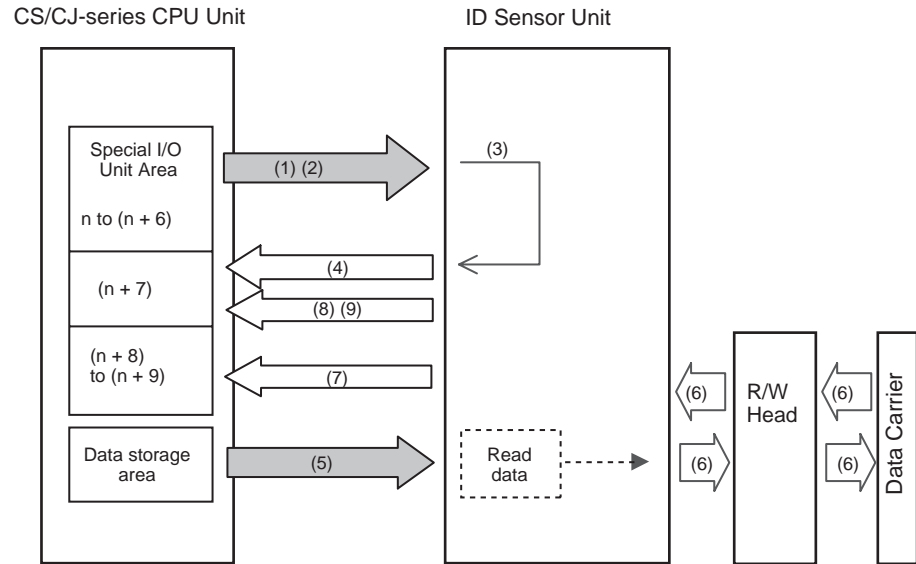 CS/CJ-series CPU Unit
ID Sensor Unit
Special I/O
Unit Area
n to (n + 6)
(1) (2)
(3)
(4)
(n + 7)
(8) (9)
(n + 8)
to (n + 9)
(7)
(6)
R/W
Head
(6)
Data Carrier
Data storage
area
(5)
Read
data
(6)
(6)